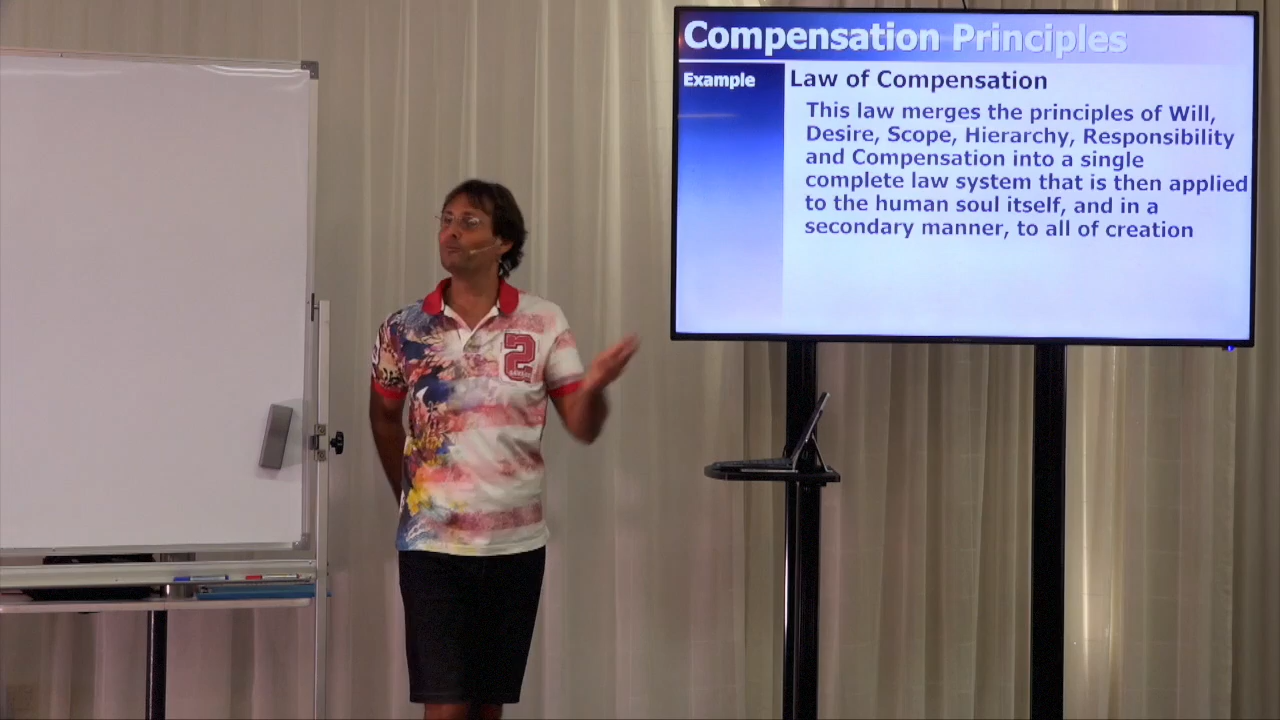 Compensation Principles
Example
Law of Compensation
This law merges the principles of Will,
Desire, Scope, Hierarchy, Responsibility
and Compensation into a single
complete law system that is then applied
to the human soul itself, and in a
secondary manner, to all of creation
2